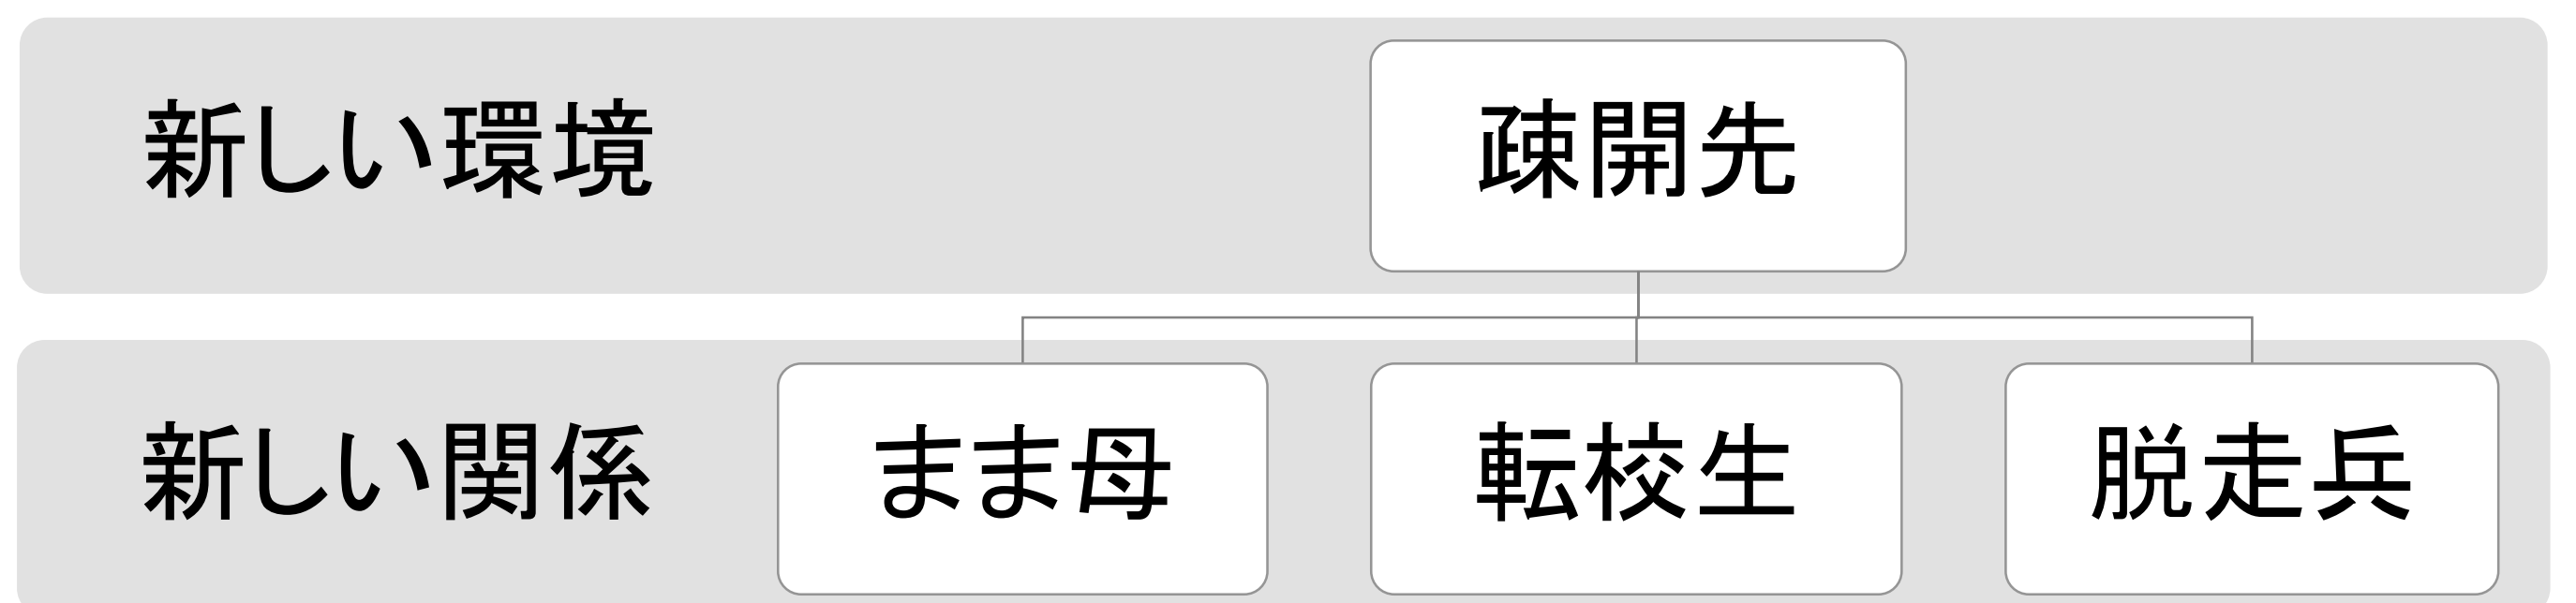 新しい環境
疎開先
新しい関係
まま母
転校生
脱走兵